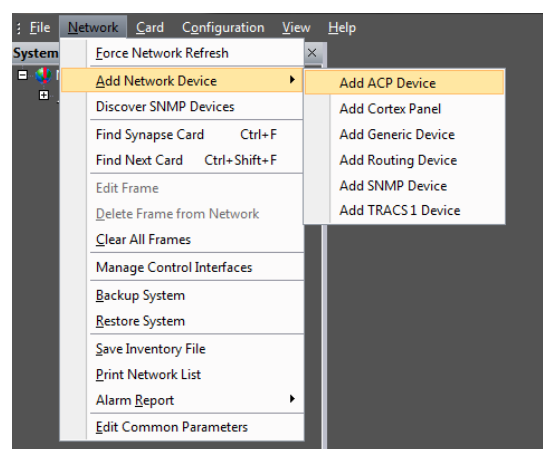 File Network Card Configuration View Help
System
Force Network Refresh
Add Network Device
Add ACP Device
Discover SNMP Devices
Add Cortex Panel
Find Synapse Card Ctrl+F
Add Generic Device
Find Next Card Ctrl+Shift+F
Add Routing Device
Edit Frame
Add SNMP Device
Delete Frame from Network
Add TRACS1 Device
Clear All Frames
Manage Control Interfaces
Backup System
Restore System
Save Inventory File
Print Network List
Alarm Report
Edit Common Parameters